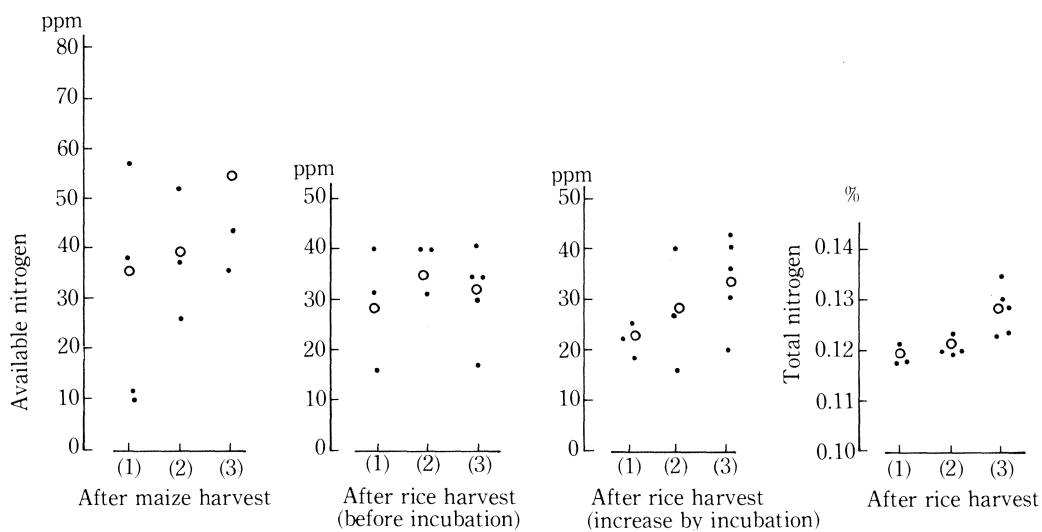 ppm
80
70
60
50
40
30
20
10
0
Available nitrogen
(1) (2) (3)
After maize harvest
ppm
50
40
30
20
10
0
(1) (2) (3)
After rice harvest
(before incubation)
ppm
50
40
30
20
10
0
(1) (2) (3)
After rice harvest
(increase by incubation)
%
0.14
0.13
0.12
0.11
0.10
Total nitrogen
(1) (2) (3)
After rice harvest